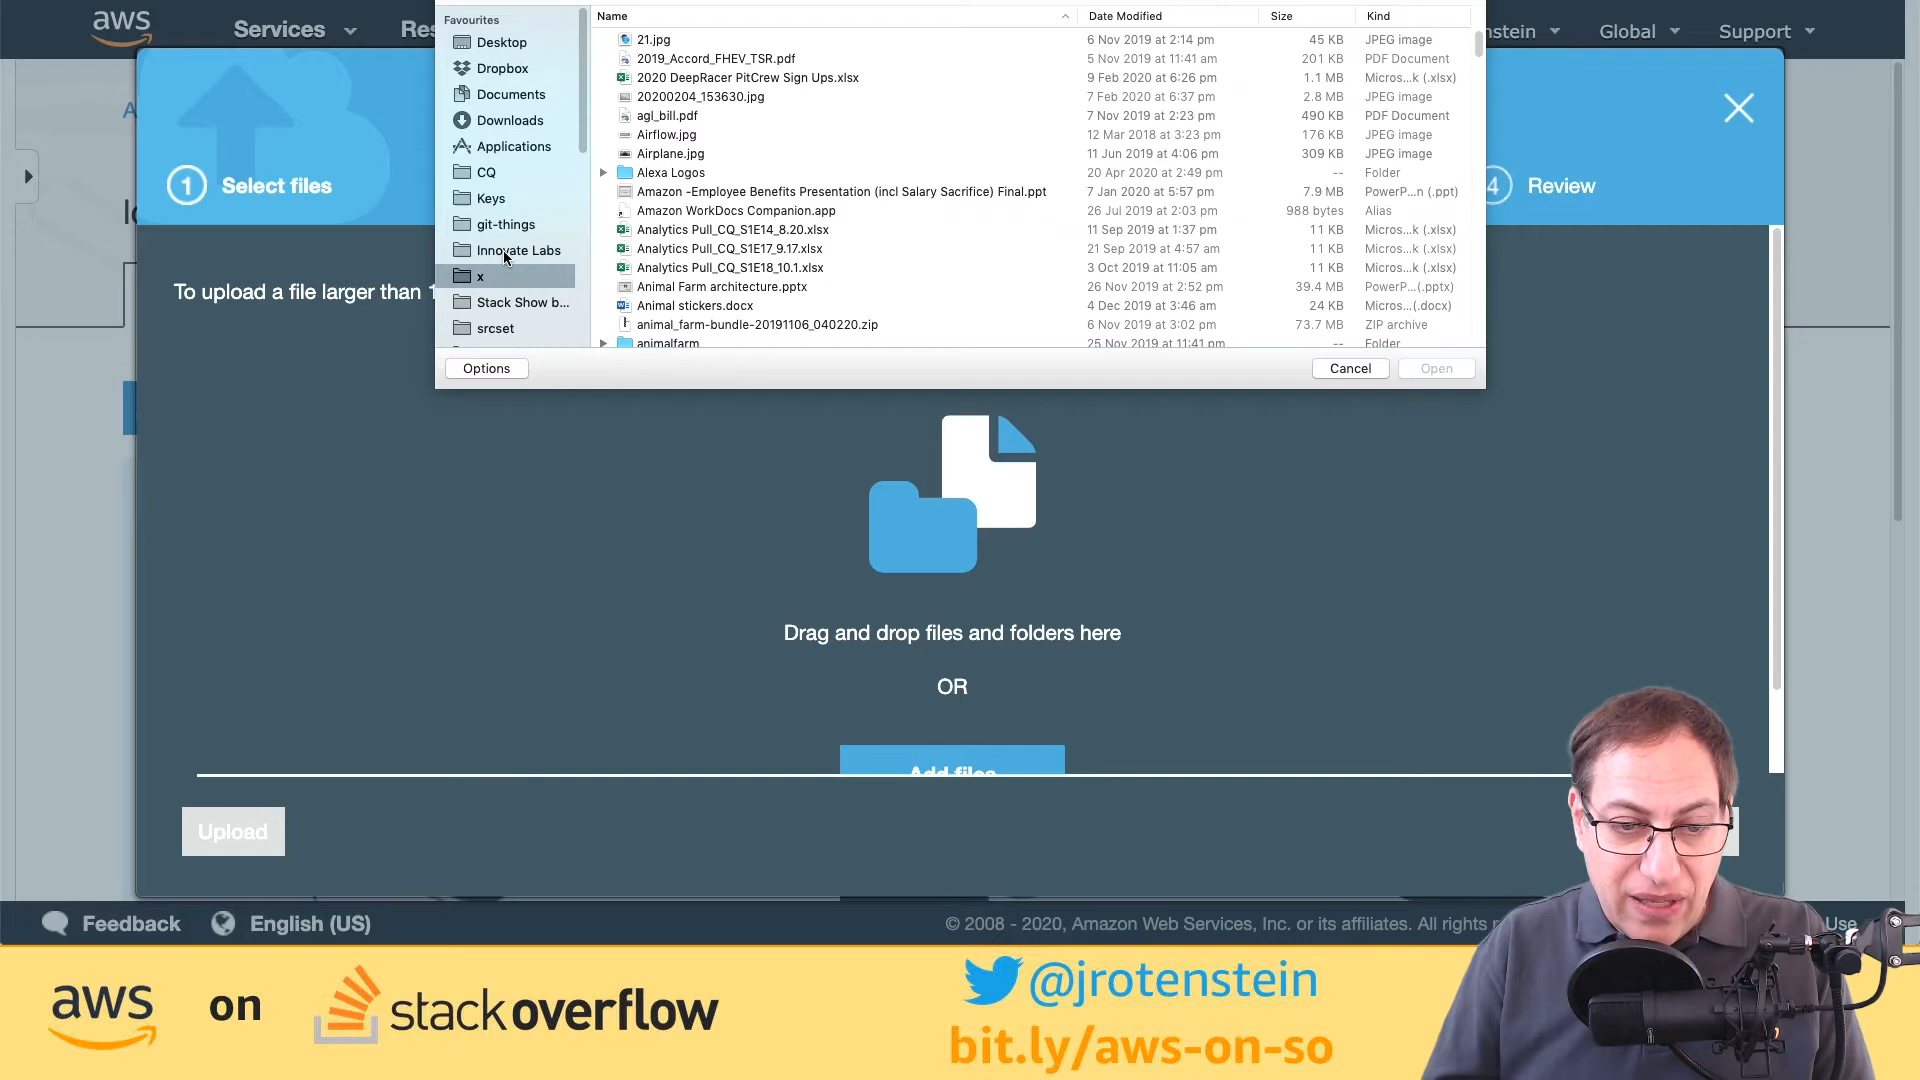 aws
Services
Res
nstein
Global
Support
Favourites
Desktop
Dropbox
Documents
Downloads
Applications
CQ
Keys
git-things
Innovate Labs
x
Stack Show b...
srcset
Name Date Modified Size Kind
21.jpg 6 Nov 2019 at 2:14 pm 45 KB JPEG image
2019_Accord_FHEV_TSR.pdf 5 Nov 2019 at 11:41 am 201 KB PDF Document
2020 DeepRacer PitCrew Sign Ups.xlsx 9 Feb 2020 at 6:26 pm 1.1 MB Micros...k (.xlsx)
20200204_153630.jpg 7 Feb 2020 at 6:37 pm 2.8 MB JPEG image
agl_bill.pdf 7 Nov 2019 at 2:23 pm 490 KB PDF Document
Airflow.jpg 12 Mar 2018 at 3:23 pm 176 KB JPEG image
Airplane.jpg 11 Jun 2019 at 4:06 pm 309 KB JPEG image
Alexa Logos 20 Apr 2020 at 2:49 pm -- Folder
Amazon -Employee Benefits Presentation (incl Salary Sacrifice) Final.ppt 7 Jan 2020 at 5:57 pm 7.9 MB PowerP...n (.ppt)
Amazon WorkDocs Companion.app 26 Jul 2019 at 2:03 pm 988 bytes Alias
Analytics Pull_CQ_S1E14_8.20.xlsx 11 Sep 2019 at 1:37 pm 11 KB Micros...k (.xlsx)
Analytics Pull_CQ_S1E17_9.17.xlsx 21 Sep 2019 at 4:57 am 11 KB Micros...k (.xlsx)
Analytics Pull_CQ_S1E18_10.1.xlsx 3 Oct 2019 at 11:05 am 11 KB Micros...k (.xlsx)
Animal Farm architecture.pptx 26 Nov 2019 at 2:52 pm 39.4 MB PowerP...(.pptx)
Animal stickers.docx 4 Dec 2019 at 3:46 am 24 KB Micros...(.docx)
animal_farm-bundle-20191106_040220.zip 6 Nov 2019 at 3:02 pm 73.7 MB ZIP archive
animalfarm 25 Nov 2019 at 11:41 pm -- Folder
Options
Cancel
Open
1 Select files
4 Review
To upload a file larger than 1
Drag and drop files and folders here
OR
Add files
Upload
Feedback
English (US)
© 2008 - 2020, Amazon Web Services, Inc. or its affiliates. All rights r
Use
aws on stackoverflow
@jrotenstein
bit.ly/aws-on-so